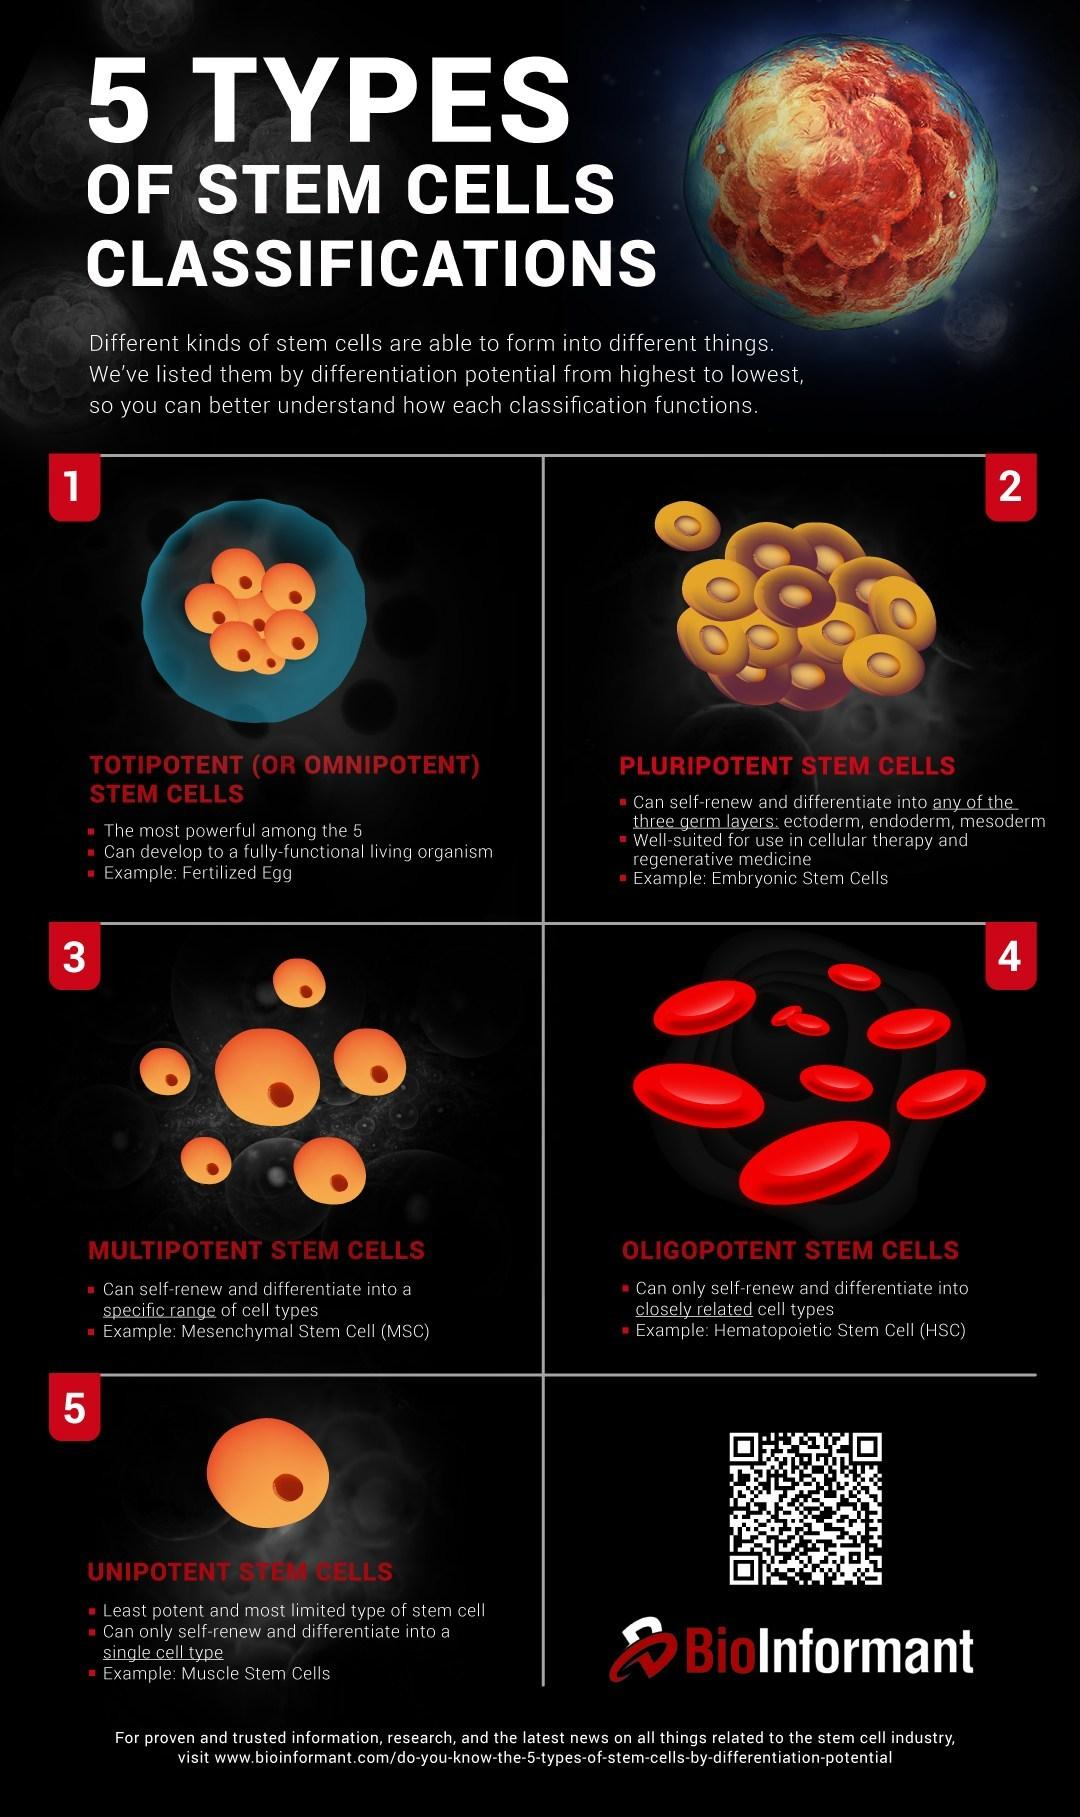 5 TYPES
OF STEM CELLS
CLASSIFICATIONS
Different kinds of stem cells are able to form into different things.
We've listed them by differentiation potential from highest to lowest,
so you can better understand how each classification functions.
1
TOTIPOTENT (OR OMNIPOTENT)
STEM CELLS
The most powerful among the 5
Can develop to a fully-functional living organism
Example: Fertilized Egg
2
PLURIPOTENT STEM CELLS
Can self-renew and differentiate into any of the
three germ layers: ectoderm, endoderm, mesoderm
Well-suited for use in cellular therapy and
regenerative medicine
Example: Embryonic Stem Cells
3
MULTIPOTENT STEM CELLS
Can self-renew and differentiate into a
specific range of cell types
Example: Mesenchymal Stem Cell (MSC)
4
OLIGOPOTENT STEM CELLS
Can only self-renew and differentiate into
closely related cell types
Example: Hematopoietic Stem Cell (HSC)
5
UNIPOTENT STEM CELLS
Least potent and most limited type of stem cell
Can only self-renew and differentiate into a
single cell type
Example: Muscle Stem Cells
BioInformant
For proven and trusted information, research, and the latest news on all things related to the stem cell industry,
visit www.bioinformant.com/do-you-know-the-5-types-of-stem-cells-by-differentiation-potential